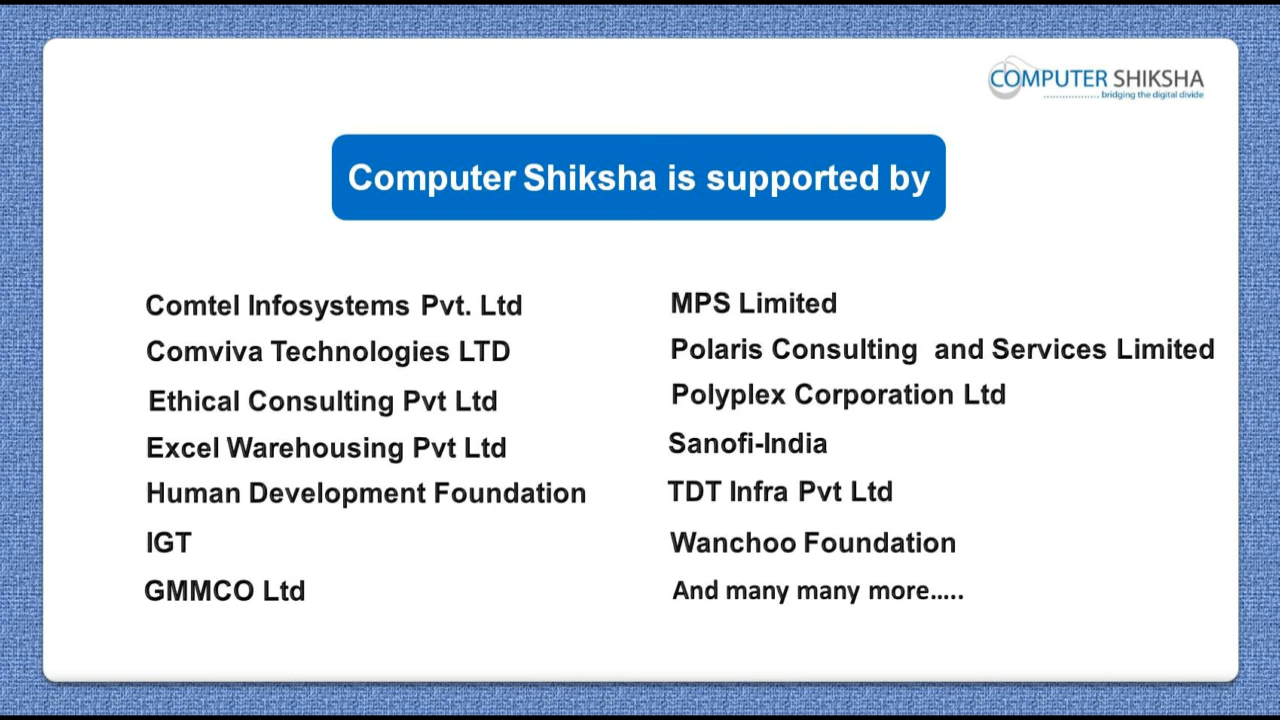 COMPUTER SHIKSHA
.................. bridging the digital divide
Computer Shiksha is supported by
Comtel Infosystems Pvt. Ltd
Comviva Technologies LTD
Ethical Consulting Pvt Ltd
Excel Warehousing Pvt Ltd
Human Development Foundation
IGT
GMMCO Ltd
MPS Limited
Polaris Consulting and Services Limited
Polyplex Corporation Ltd
Sanofi-India
TDT Infra Pvt Ltd
Wanchoo Foundation
And many many more.....